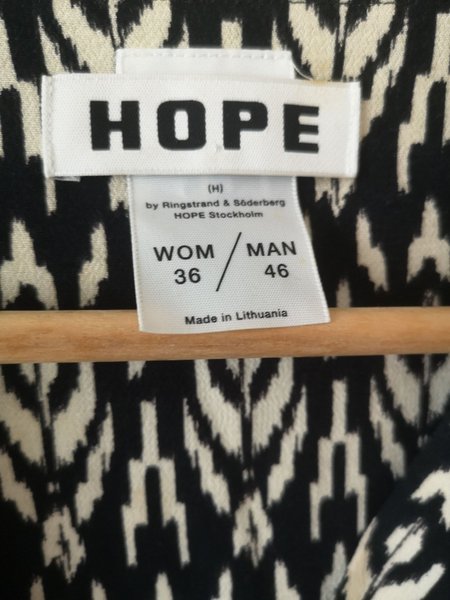 HOPE
(H)
by Ringstrand & Söderberg
HOPE Stockholm
WOM / MAN
36 46
Made in Lithuania